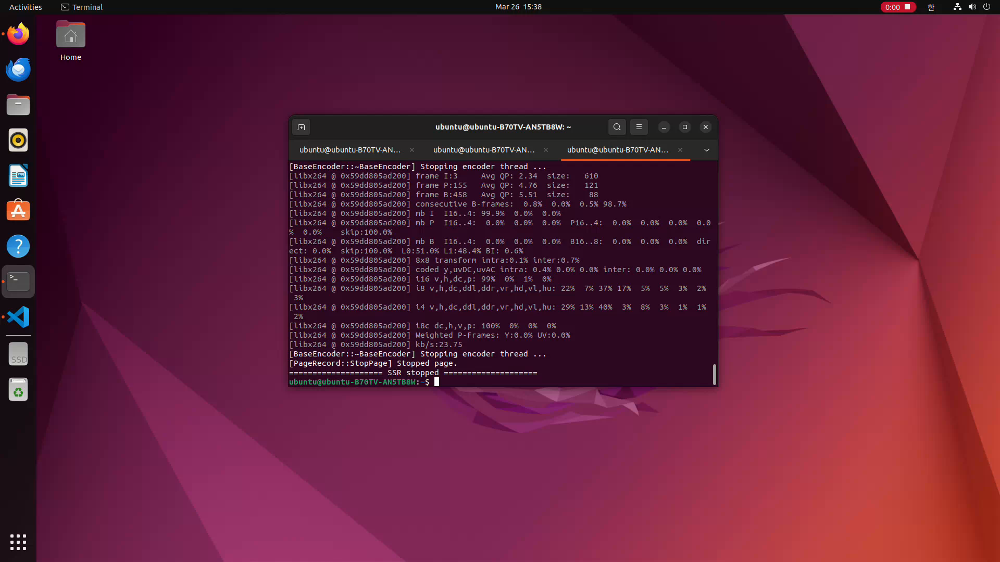 Activities
Terminal
Mar 26  15:38
0:00
한
Home
ubuntu@ubuntu-B70TV-AN5TB8W: ~
ubuntu@ubuntu-B70TV-AN...
ubuntu@ubuntu-B70TV-AN...
ubuntu@ubuntu-B70TV-AN...
[BaseEncoder::~BaseEncoder] Stopping encoder thread ...
[libx264 @ 0x59dd805ad200] frame I:3     Avg QP: 2.34  size:   610
[libx264 @ 0x59dd805ad200] frame P:155   Avg QP: 4.76  size:   121
[libx264 @ 0x59dd805ad200] frame B:458   Avg QP: 5.51  size:    88
[libx264 @ 0x59dd805ad200] consecutive B-frames:  0.8%  0.0%  0.5% 98.7%
[libx264 @ 0x59dd805ad200] mb I  I16..4: 99.9%  0.0%  0.0%
[libx264 @ 0x59dd805ad200] mb P  I16..4:  0.0%  0.0%  0.0%  P16..4:  0.0%  0.0%  0.0%  0.0
%  0.0%    skip:100.0%
[libx264 @ 0x59dd805ad200] mb B  I16..4:  0.0%  0.0%  0.0%  B16..8:  0.0%  0.0%  0.0%  dir
ect: 0.0%  skip:100.0%  L0:51.0% L1:48.4% BI: 0.6%
[libx264 @ 0x59dd805ad200] 8x8 transform intra:0.1% inter:0.7%
[libx264 @ 0x59dd805ad200] coded y,uvDC,uvAC intra: 0.4% 0.0% 0.0% inter: 0.0% 0.0% 0.0%
[libx264 @ 0x59dd805ad200] i16 v,h,dc,p: 99%  0%  1%  0%
[libx264 @ 0x59dd805ad200] i8 v,h,dc,ddl,ddr,vr,hd,vl,hu: 22%  7% 37% 17%  5%  5%  3%  2%
 3%
[libx264 @ 0x59dd805ad200] i4 v,h,dc,ddl,ddr,vr,hd,vl,hu: 29% 13% 40%  3%  8%  3%  1%  1%
 2%
[libx264 @ 0x59dd805ad200] i8c dc,h,v,p: 100%  0%  0%  0%
[libx264 @ 0x59dd805ad200] Weighted P-Frames: Y:0.0% UV:0.0%
[libx264 @ 0x59dd805ad200] kb/s:23.75
[BaseEncoder::~BaseEncoder] Stopping encoder thread ...
[PageRecord::StopPage] Stopped page.
==================== SSR stopped ====================
ubuntu@ubuntu-B70TV-AN5TB8W:~$
SSD